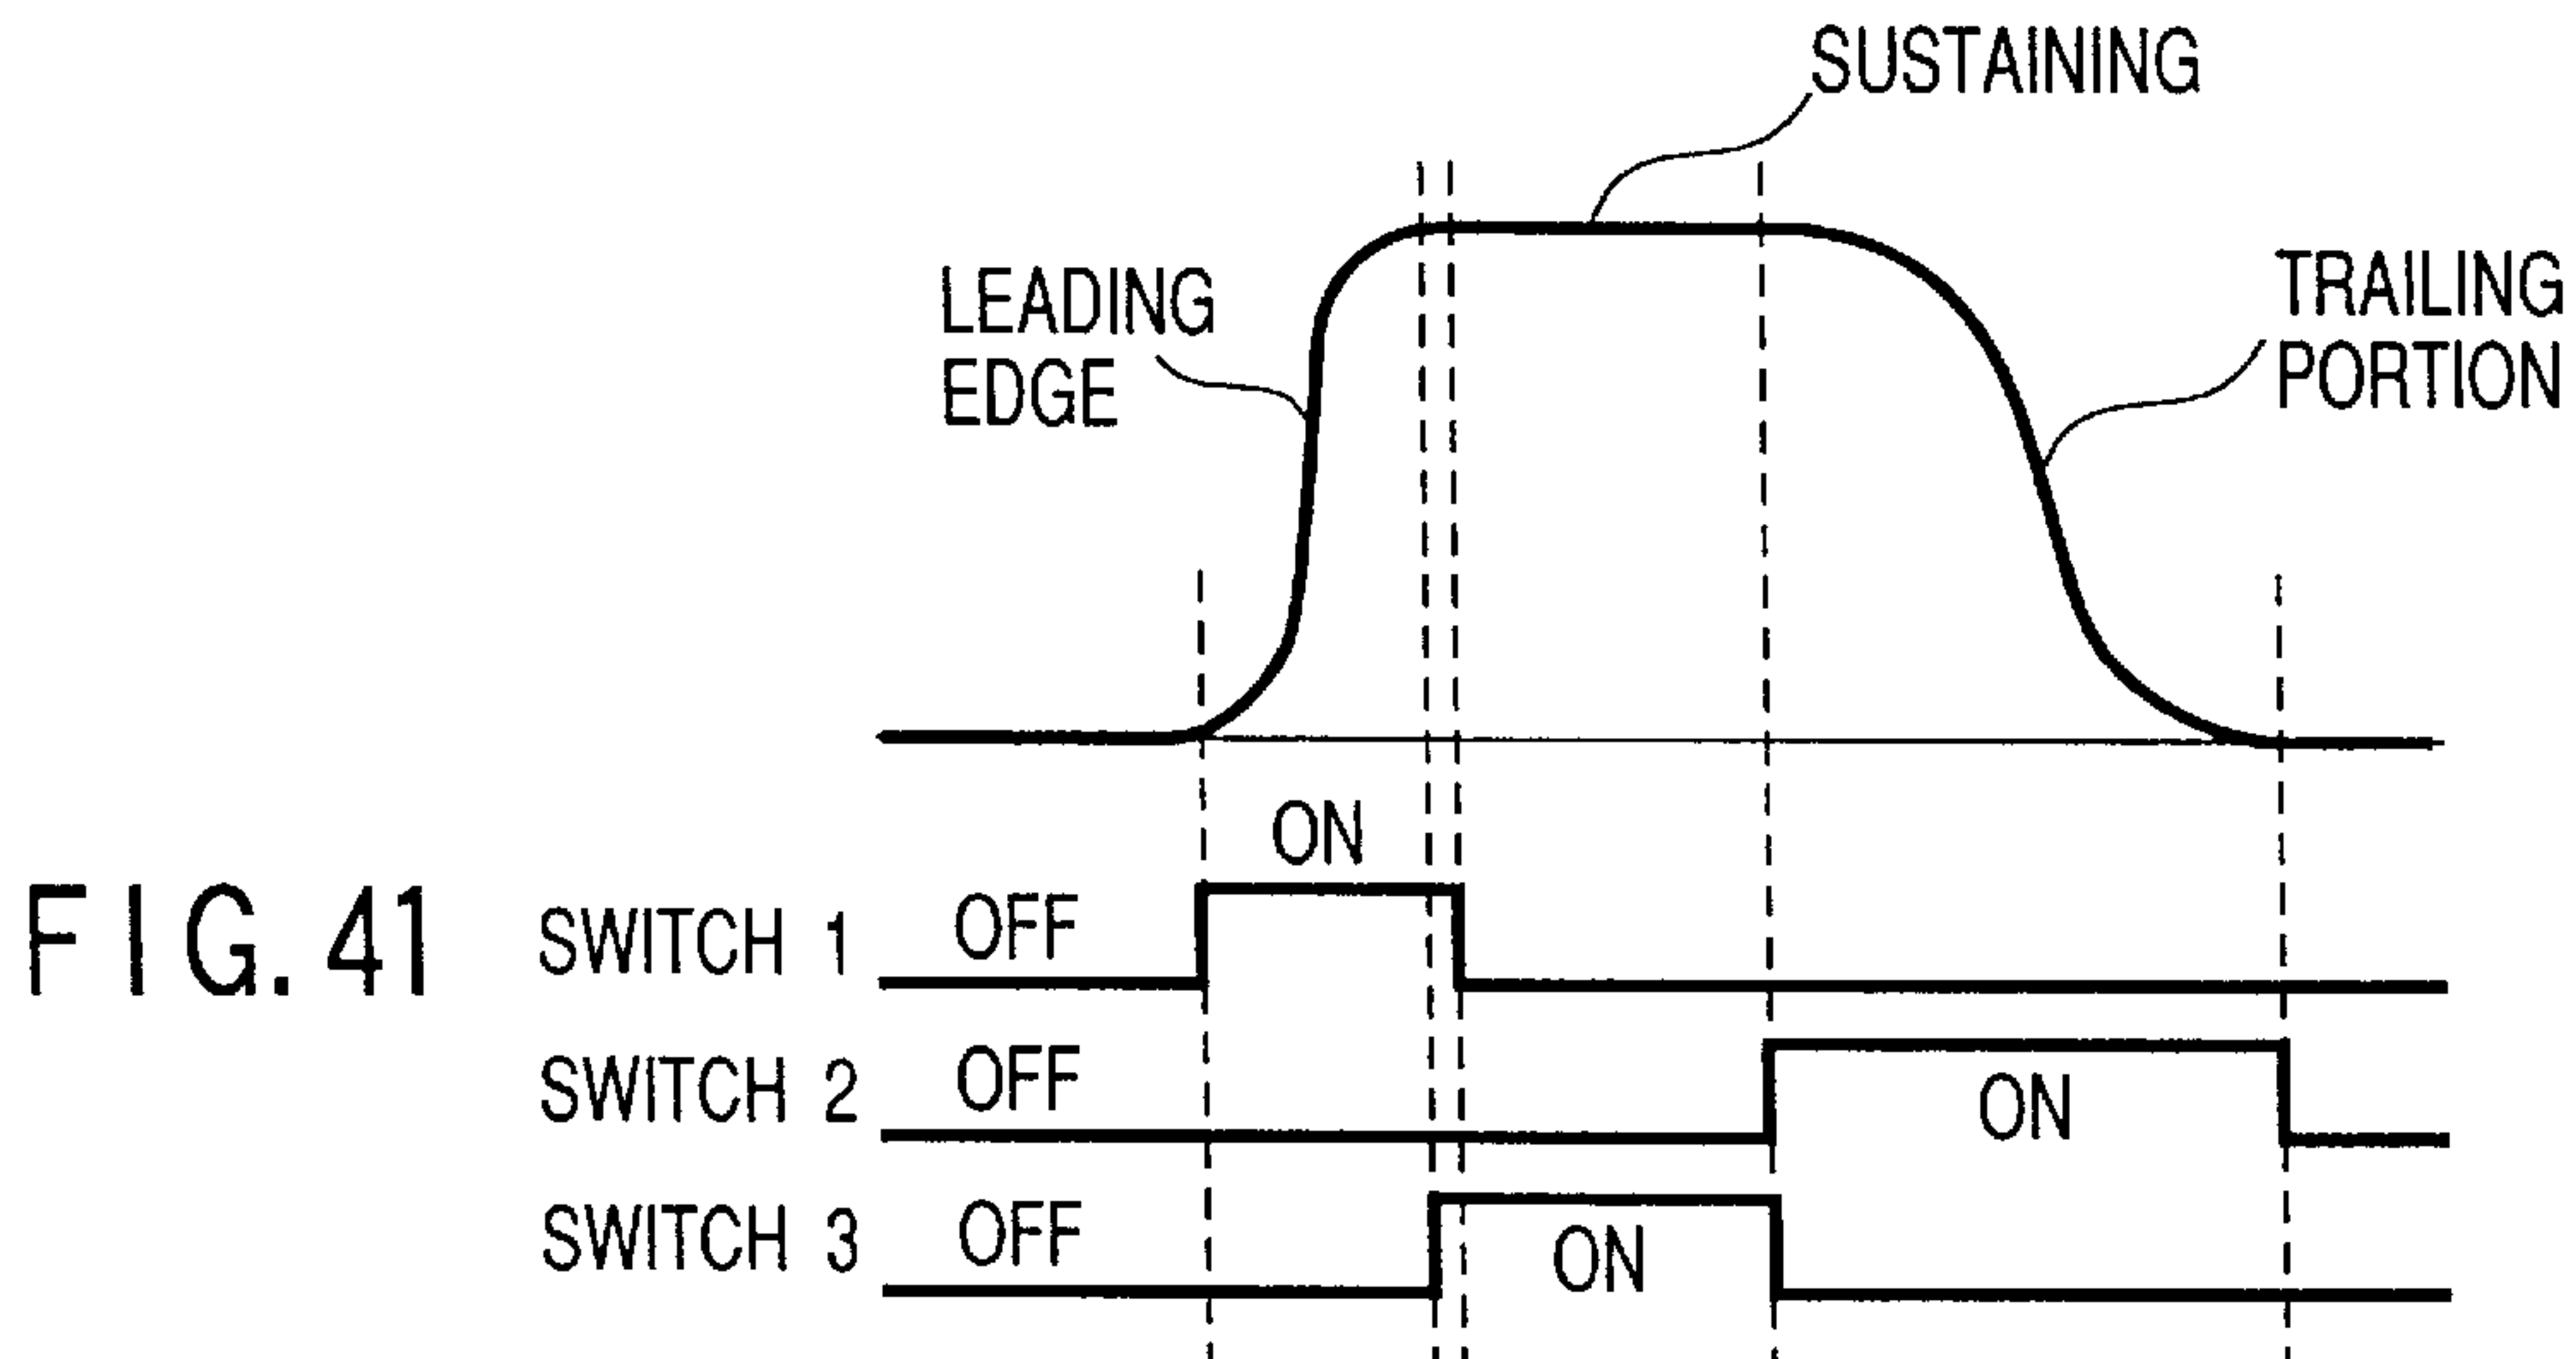 SUSTAINING
LEADING
EDGE
TRAILING
PORTION
FIG. 41
ON
SWITCH 1 OFF
SWITCH 2 OFF
ON
SWITCH 3 OFF
ON